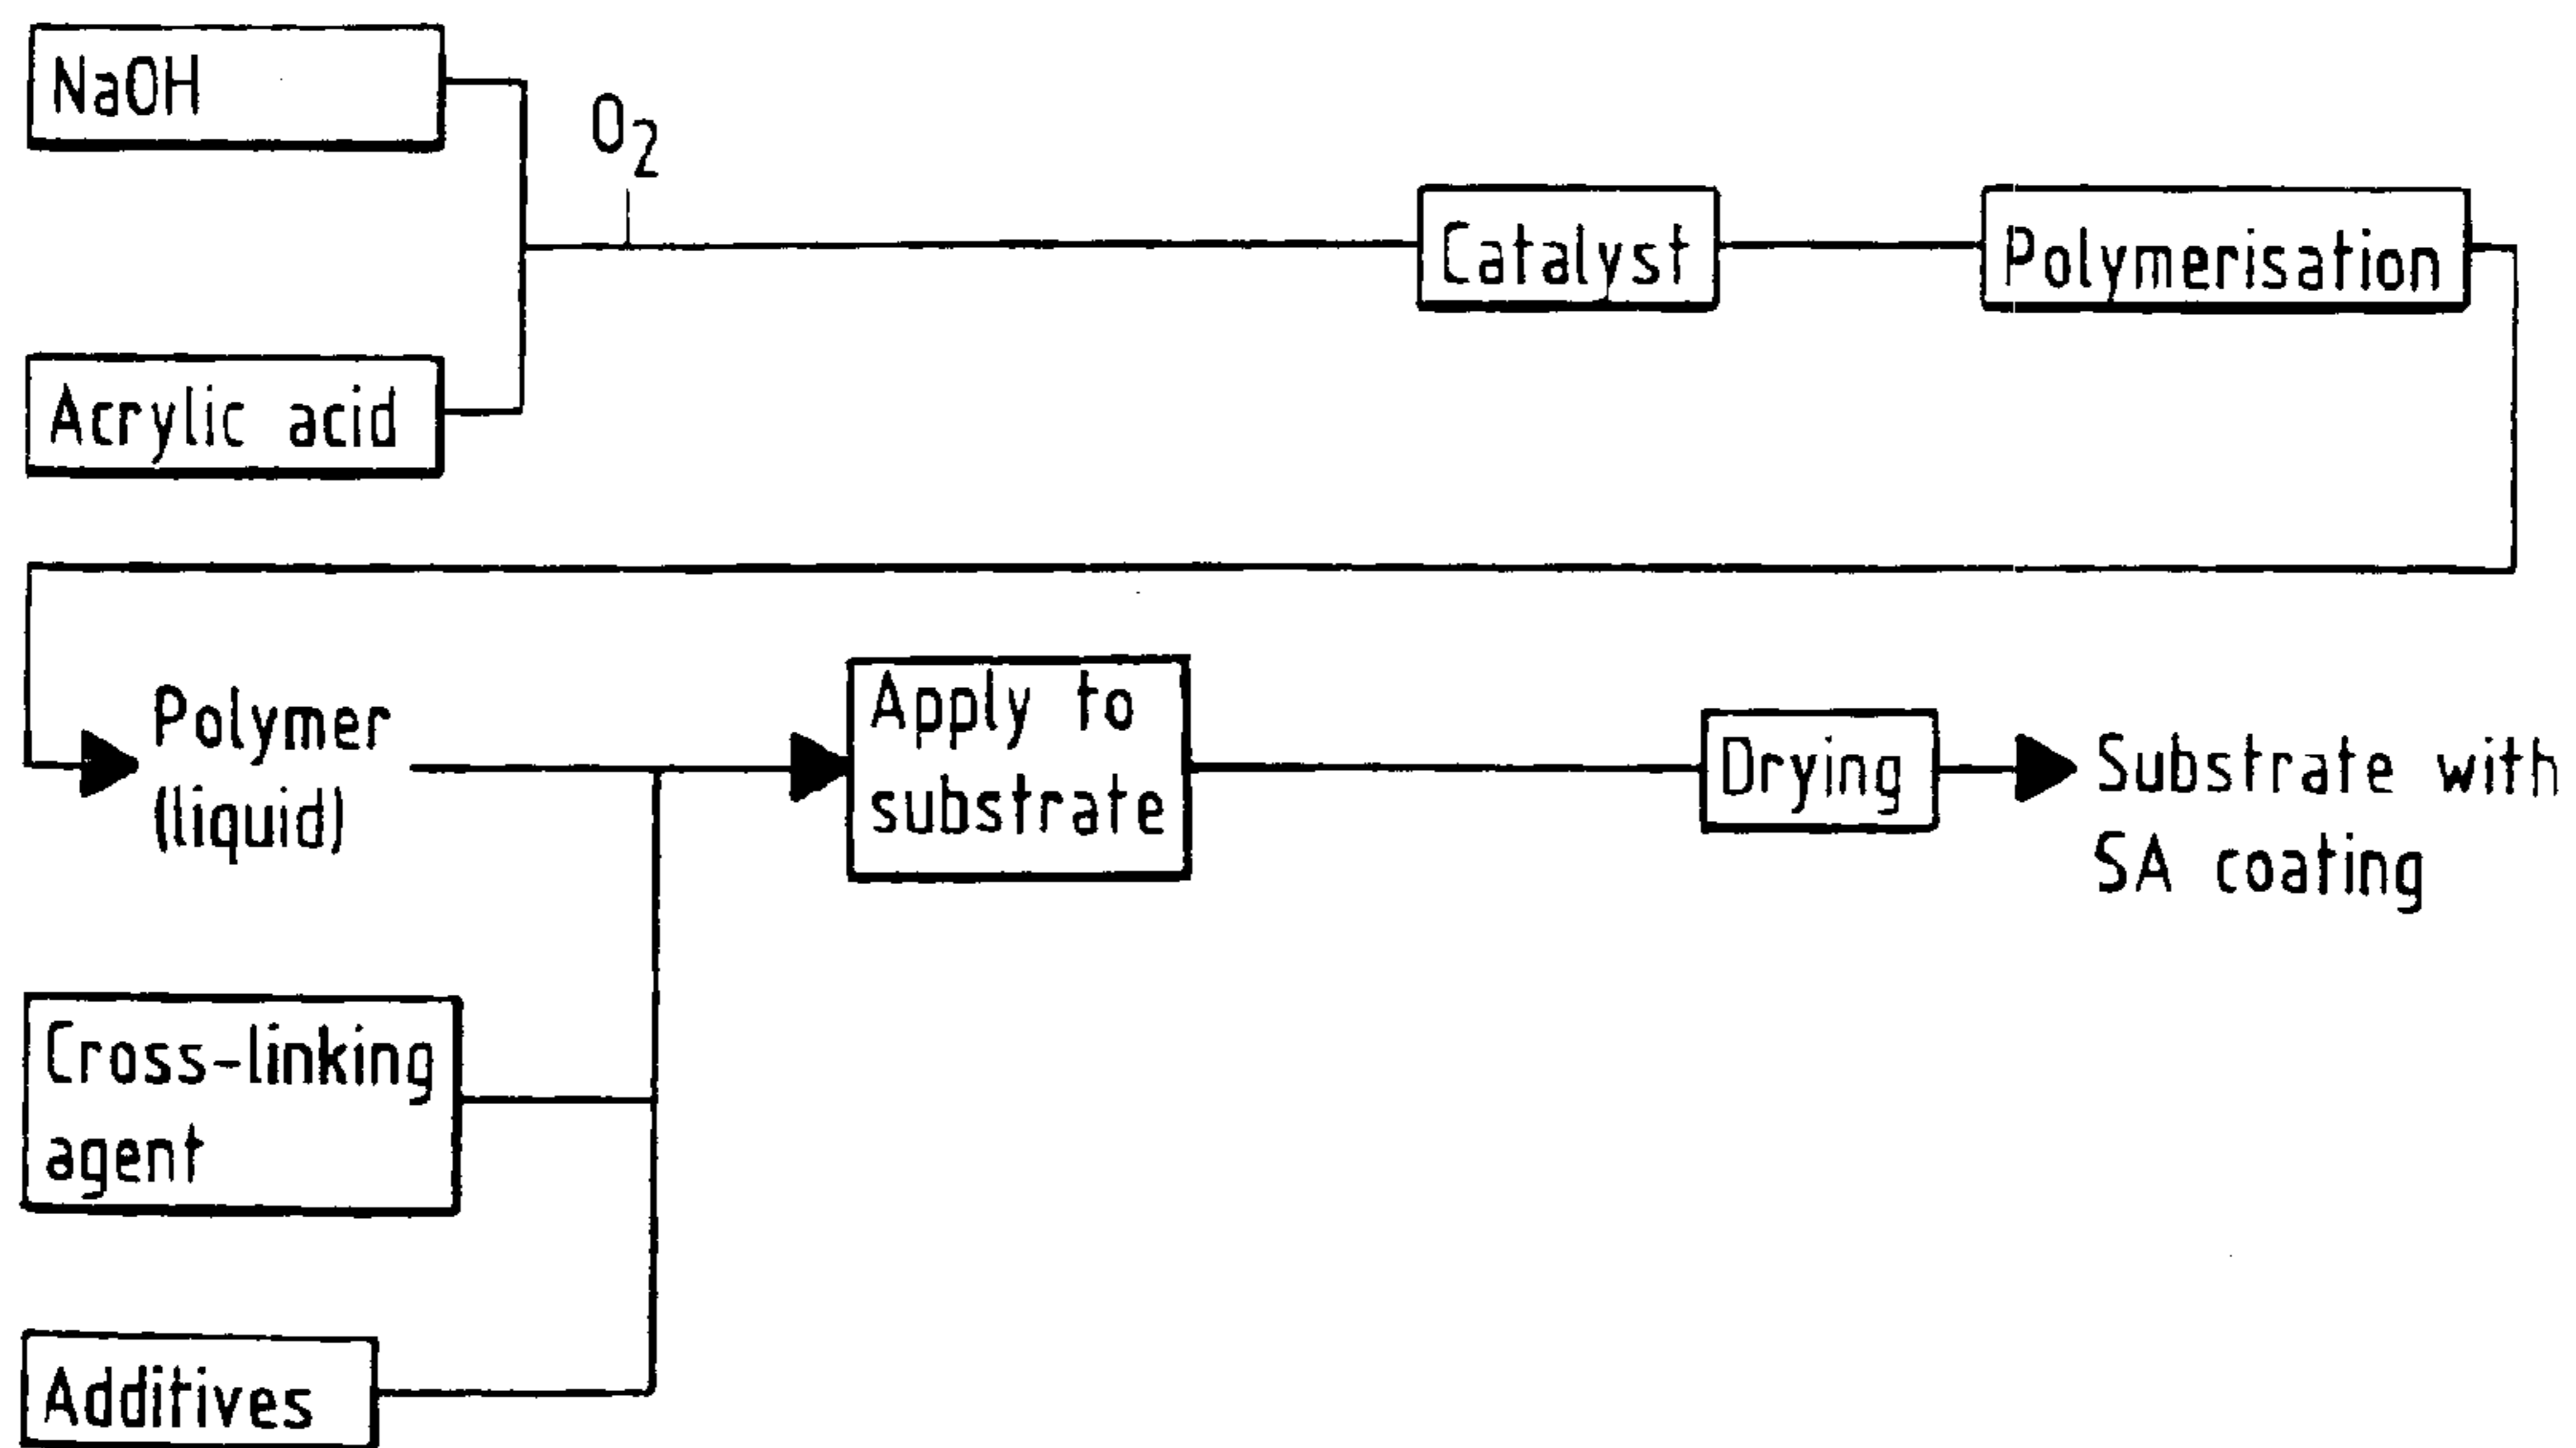 NaOH
O2
Catalyst
Polymerisation
Acrylic acid
Polymer
(liquid)
Apply to
substrate
Drying
Substrate with
SA coating
Cross-linking
agent
Additives